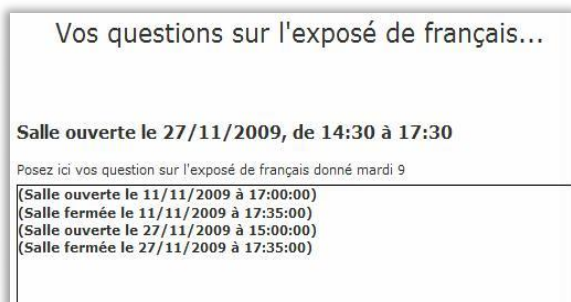 Vos questions sur l'exposé de français...
Salle ouverte le 27/11/2009, de 14:30 à 17:30
Posez ici vos question sur l'exposé de français donné mardi 9
(Salle ouverte le 11/11/2009 à 17:00:00)
(Salle fermée le 11/11/2009 à 17:35:00)
(Salle ouverte le 27/11/2009 à 15:00:00)
(Salle fermée le 27/11/2009 à 17:35:00)